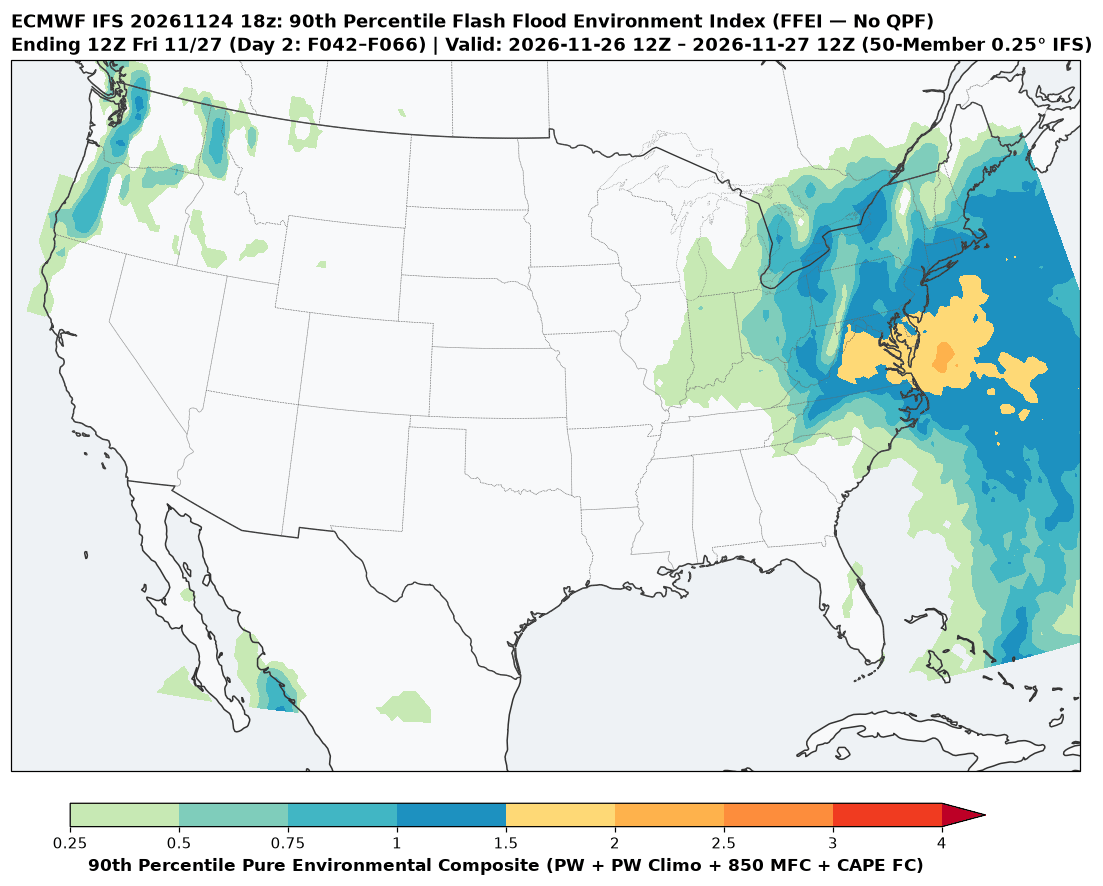 ECMWF IFS 20261124 18z: 90th Percentile Flash Flood Environment Index (FFEI — No QPF)
Ending 12Z Fri 11/27 (Day 2: F042–F066) | Valid: 2026-11-26 12Z – 2026-11-27 12Z (50-Member 0.25° IFS)
0.25 0.5 0.75 1 1.5 2 2.5 3 4
90th Percentile Pure Environmental Composite (PW + PW Climo + 850 MFC + CAPE FC)